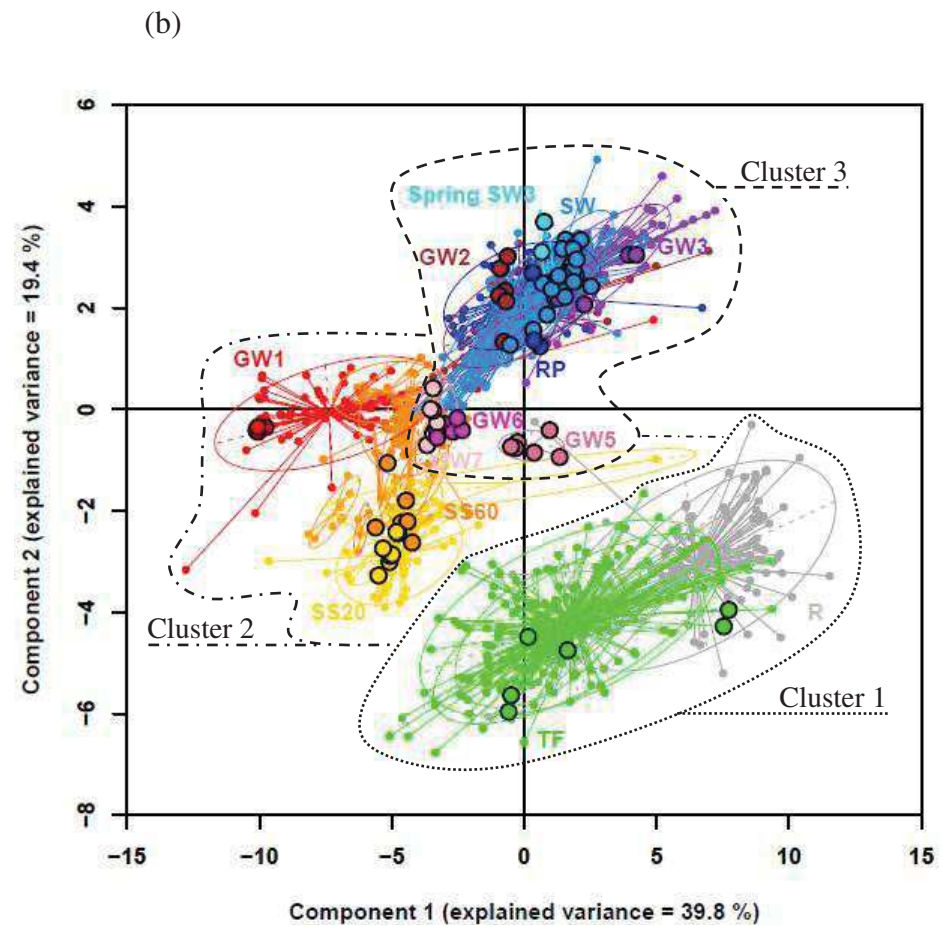 (b)
Component 2 (explained variance = 19.4 %)
6
4
2
0
−2
−4
−6
−8
Cluster 3
Spring SW3
SW
GW2
GW3
RP
GW1
GW6
GW5
SS60
SS20
R
TF
Cluster 2
Cluster 1
−15
−10
−5
0
5
10
15
Component 1 (explained variance = 39.8 %)